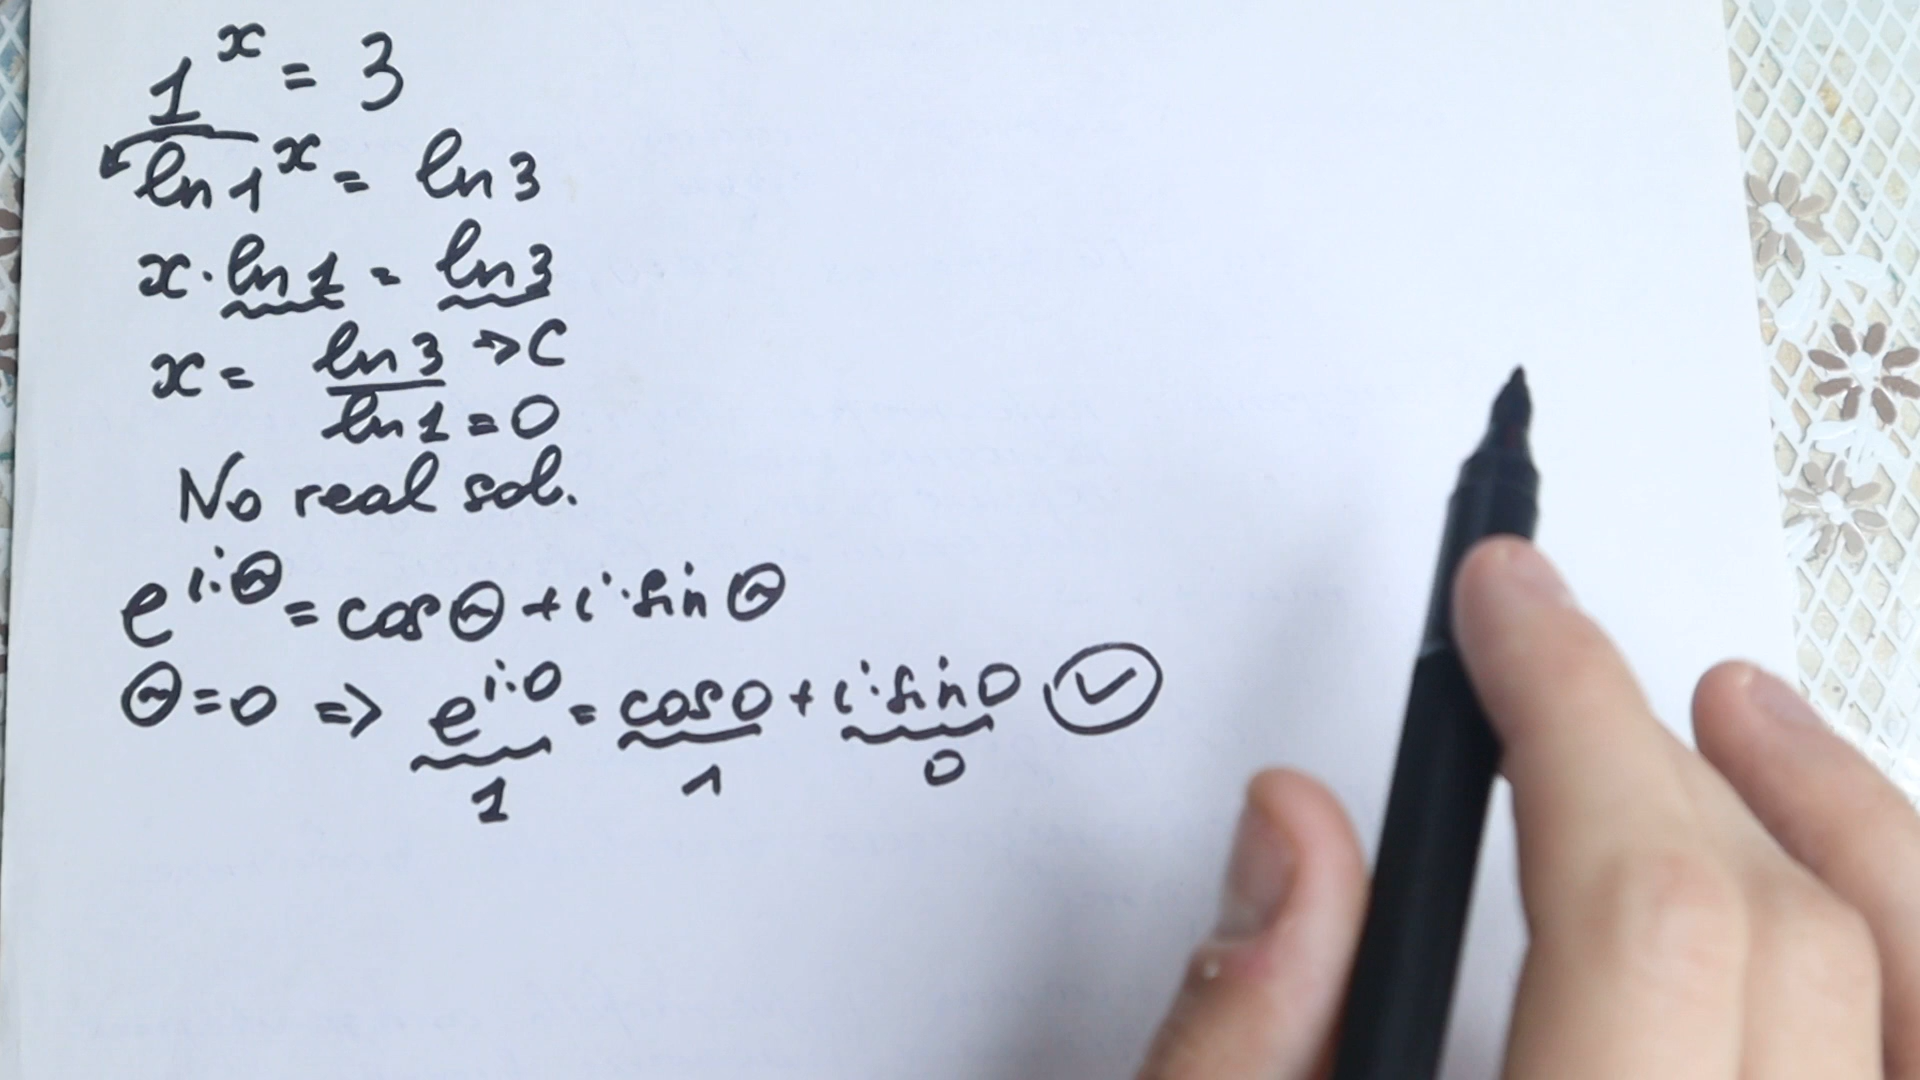 1^x = 3
ln 1^x = ln 3
x · ln 1 = ln 3
x = ln 3 / ln 1 = 0 → C
No real sol.
e^{i·θ} = cos θ + i · sin θ
θ = 0 ⇒ e^{i·0} = cos 0 + i · sin 0 ✓
1 1 0